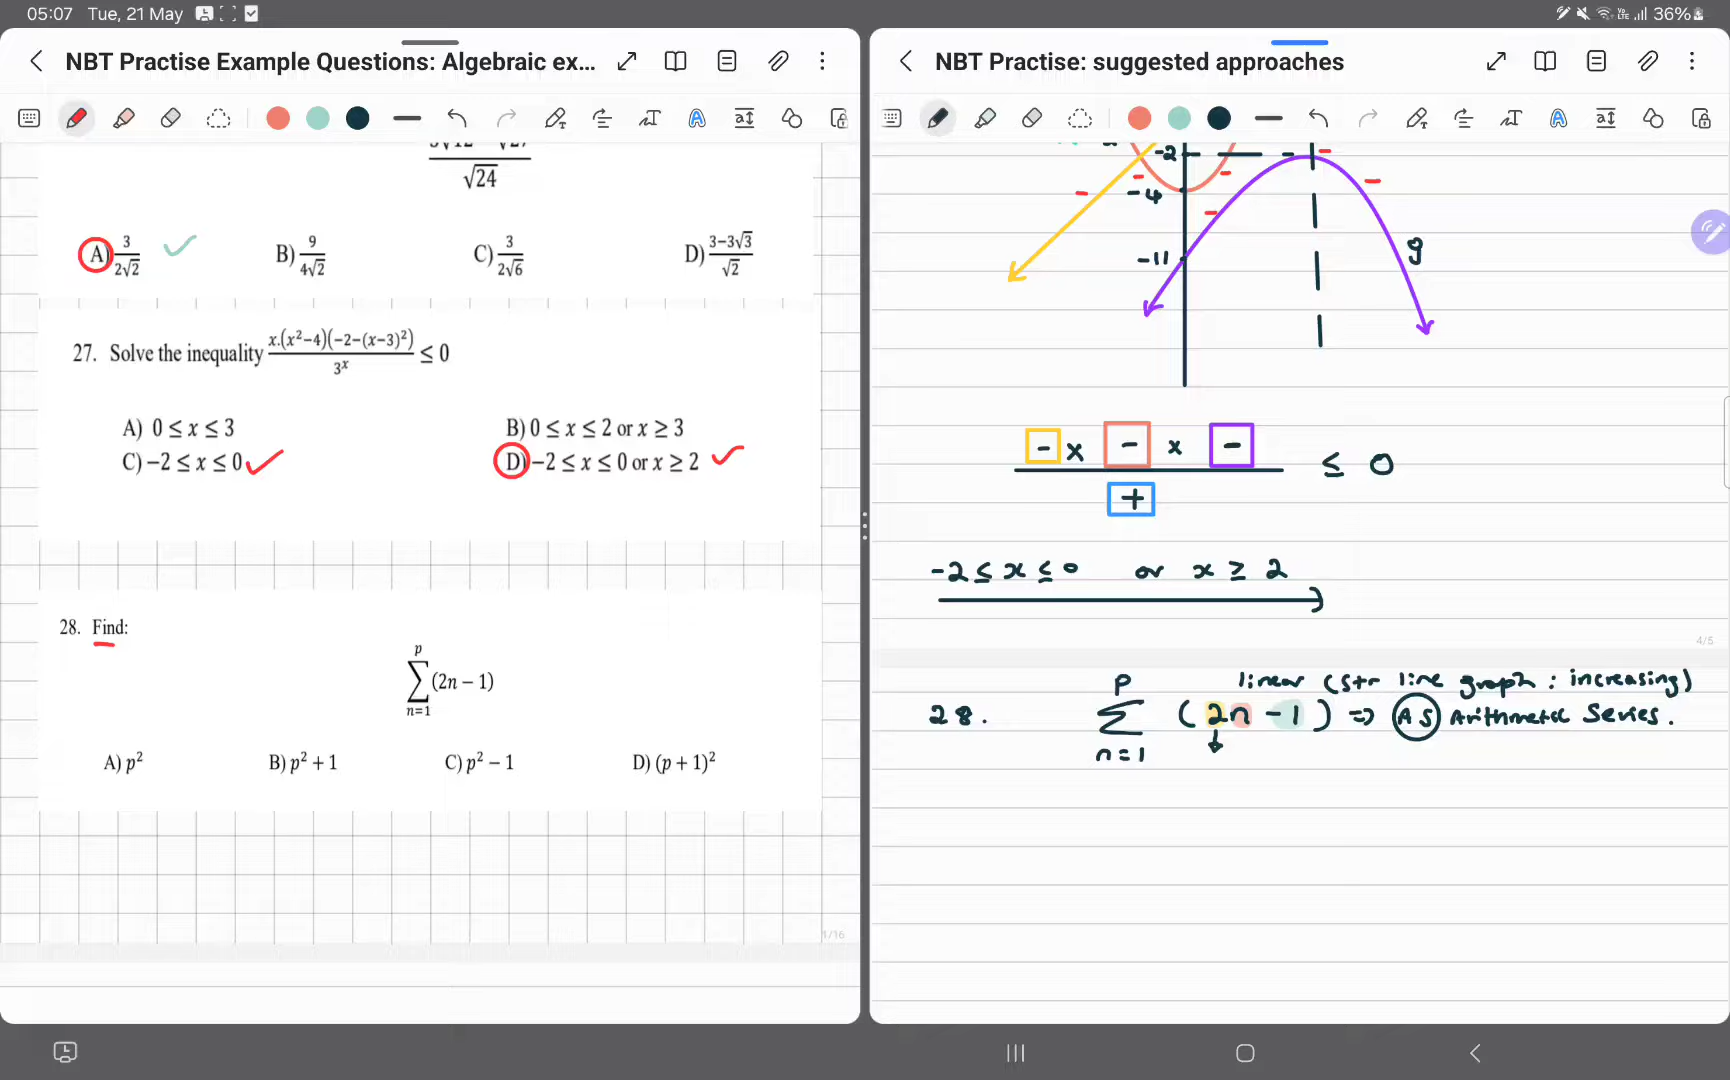 05:07 Tue, 21 May
36%
NBT Practise Example Questions: Algebraic ex...
√24
A) 3/2√2 ✓
B) 9/4√2
C) 3/2√6
D) 3−3√3/√2
27. Solve the inequality x.(x²−4)(−2−(x−3)²)/3ˣ ≤ 0
A) 0 ≤ x ≤ 3
B) 0 ≤ x ≤ 2 or x ≥ 3
C) −2 ≤ x ≤ 0 ✓
D) −2 ≤ x ≤ 0 or x ≥ 2 ✓
28. Find:
p
∑(2n − 1)
n=1
A) p²
B) p² + 1
C) p² − 1
D) (p + 1)²
1/16
NBT Practise: suggested approaches
-2
-4
-11
g
- x - x -
+
≤ 0
-2 ≤ x ≤ 0 or x ≥ 2
4/5
linear (str line graph : increasing)
28.
p
∑ (2n - 1) => AS Arithmetic Series.
n = 1